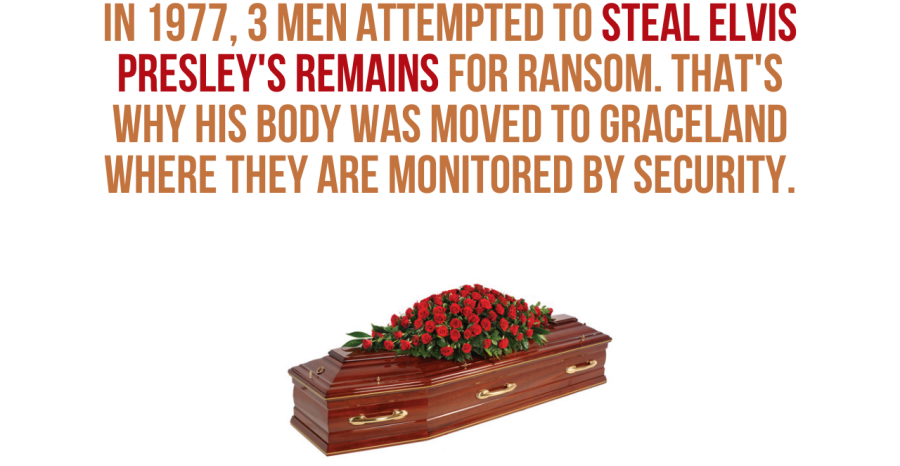 IN 1977, 3 MEN ATTEMPTED TO STEAL ELVIS
PRESLEY'S REMAINS FOR RANSOM. THAT'S
WHY HIS BODY WAS MOVED TO GRACELAND
WHERE THEY ARE MONITORED BY SECURITY.